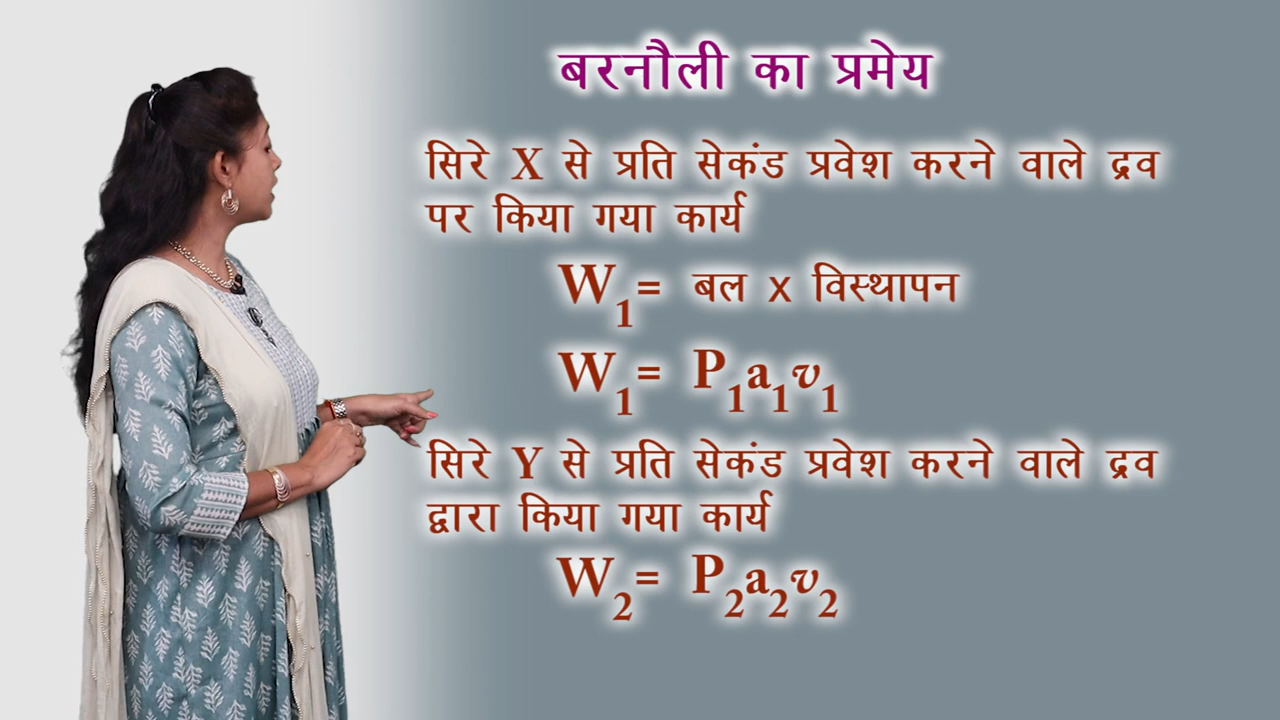 बरनौली का प्रमेय
सिरे X से प्रति सेकंड प्रवेश करने वाले द्रव
पर किया गया कार्य
W₁= बल x विस्थापन
W₁= P₁a₁v₁
सिरे Y से प्रति सेकंड प्रवेश करने वाले द्रव
द्वारा किया गया कार्य
W₂= P₂a₂v₂